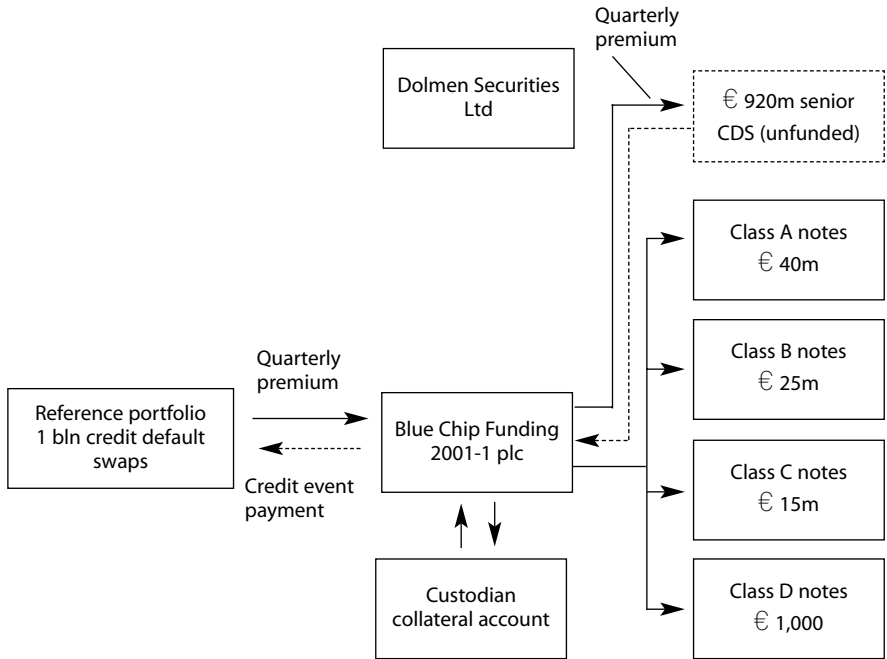 Quarterly
premium
Dolmen Securities
Ltd
€ 920m senior
CDS (unfunded)
Class A notes
€ 40m
Class B notes
€ 25m
Quarterly
premium
Reference portfolio
1 bln credit default
swaps
Blue Chip Funding
2001-1 plc
Credit event
payment
Class C notes
€ 15m
Custodian
collateral account
Class D notes
€ 1,000